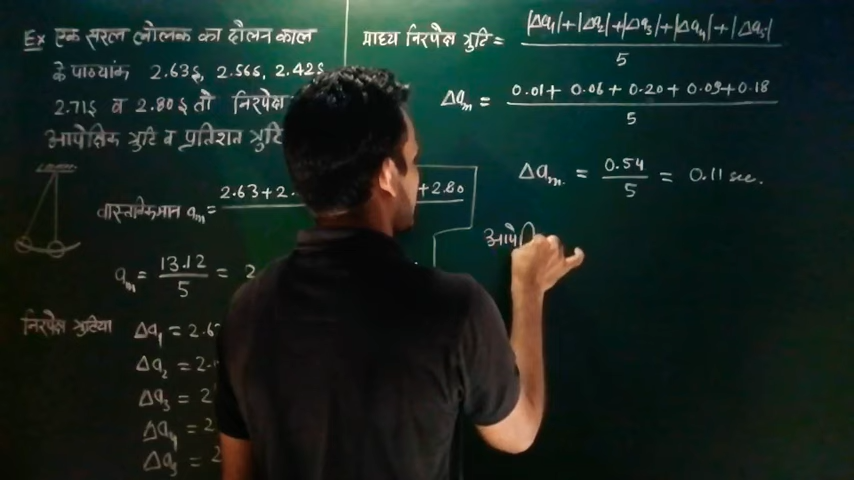 Ex एक सरल लोलक का दोलन काल
के पाठ्यांक 2.63s, 2.56s, 2.42s
2.71s व 2.80s तो निरपेक्ष
आपेक्षिक त्रुटि व प्रतिशत त्रुटि
वास्तविकमान aₘ = 2.63+2. +2.80
aₘ = 13.12/5 = 2
निरपेक्ष त्रुटिया Δa₁ = 2.6
Δa₂ = 2.
Δa₃ = 2
Δa₄ = 2
Δa₅ = 2
माध्य निरपेक्ष त्रुटि = |Δa₁|+|Δa₂|+|Δa₃|+|Δa₄|+|Δa₅|/5
Δaₘ = 0.01+0.06+0.20+0.09+0.18/5
Δaₘ. = 0.54/5 = 0.11 sec.
आपे